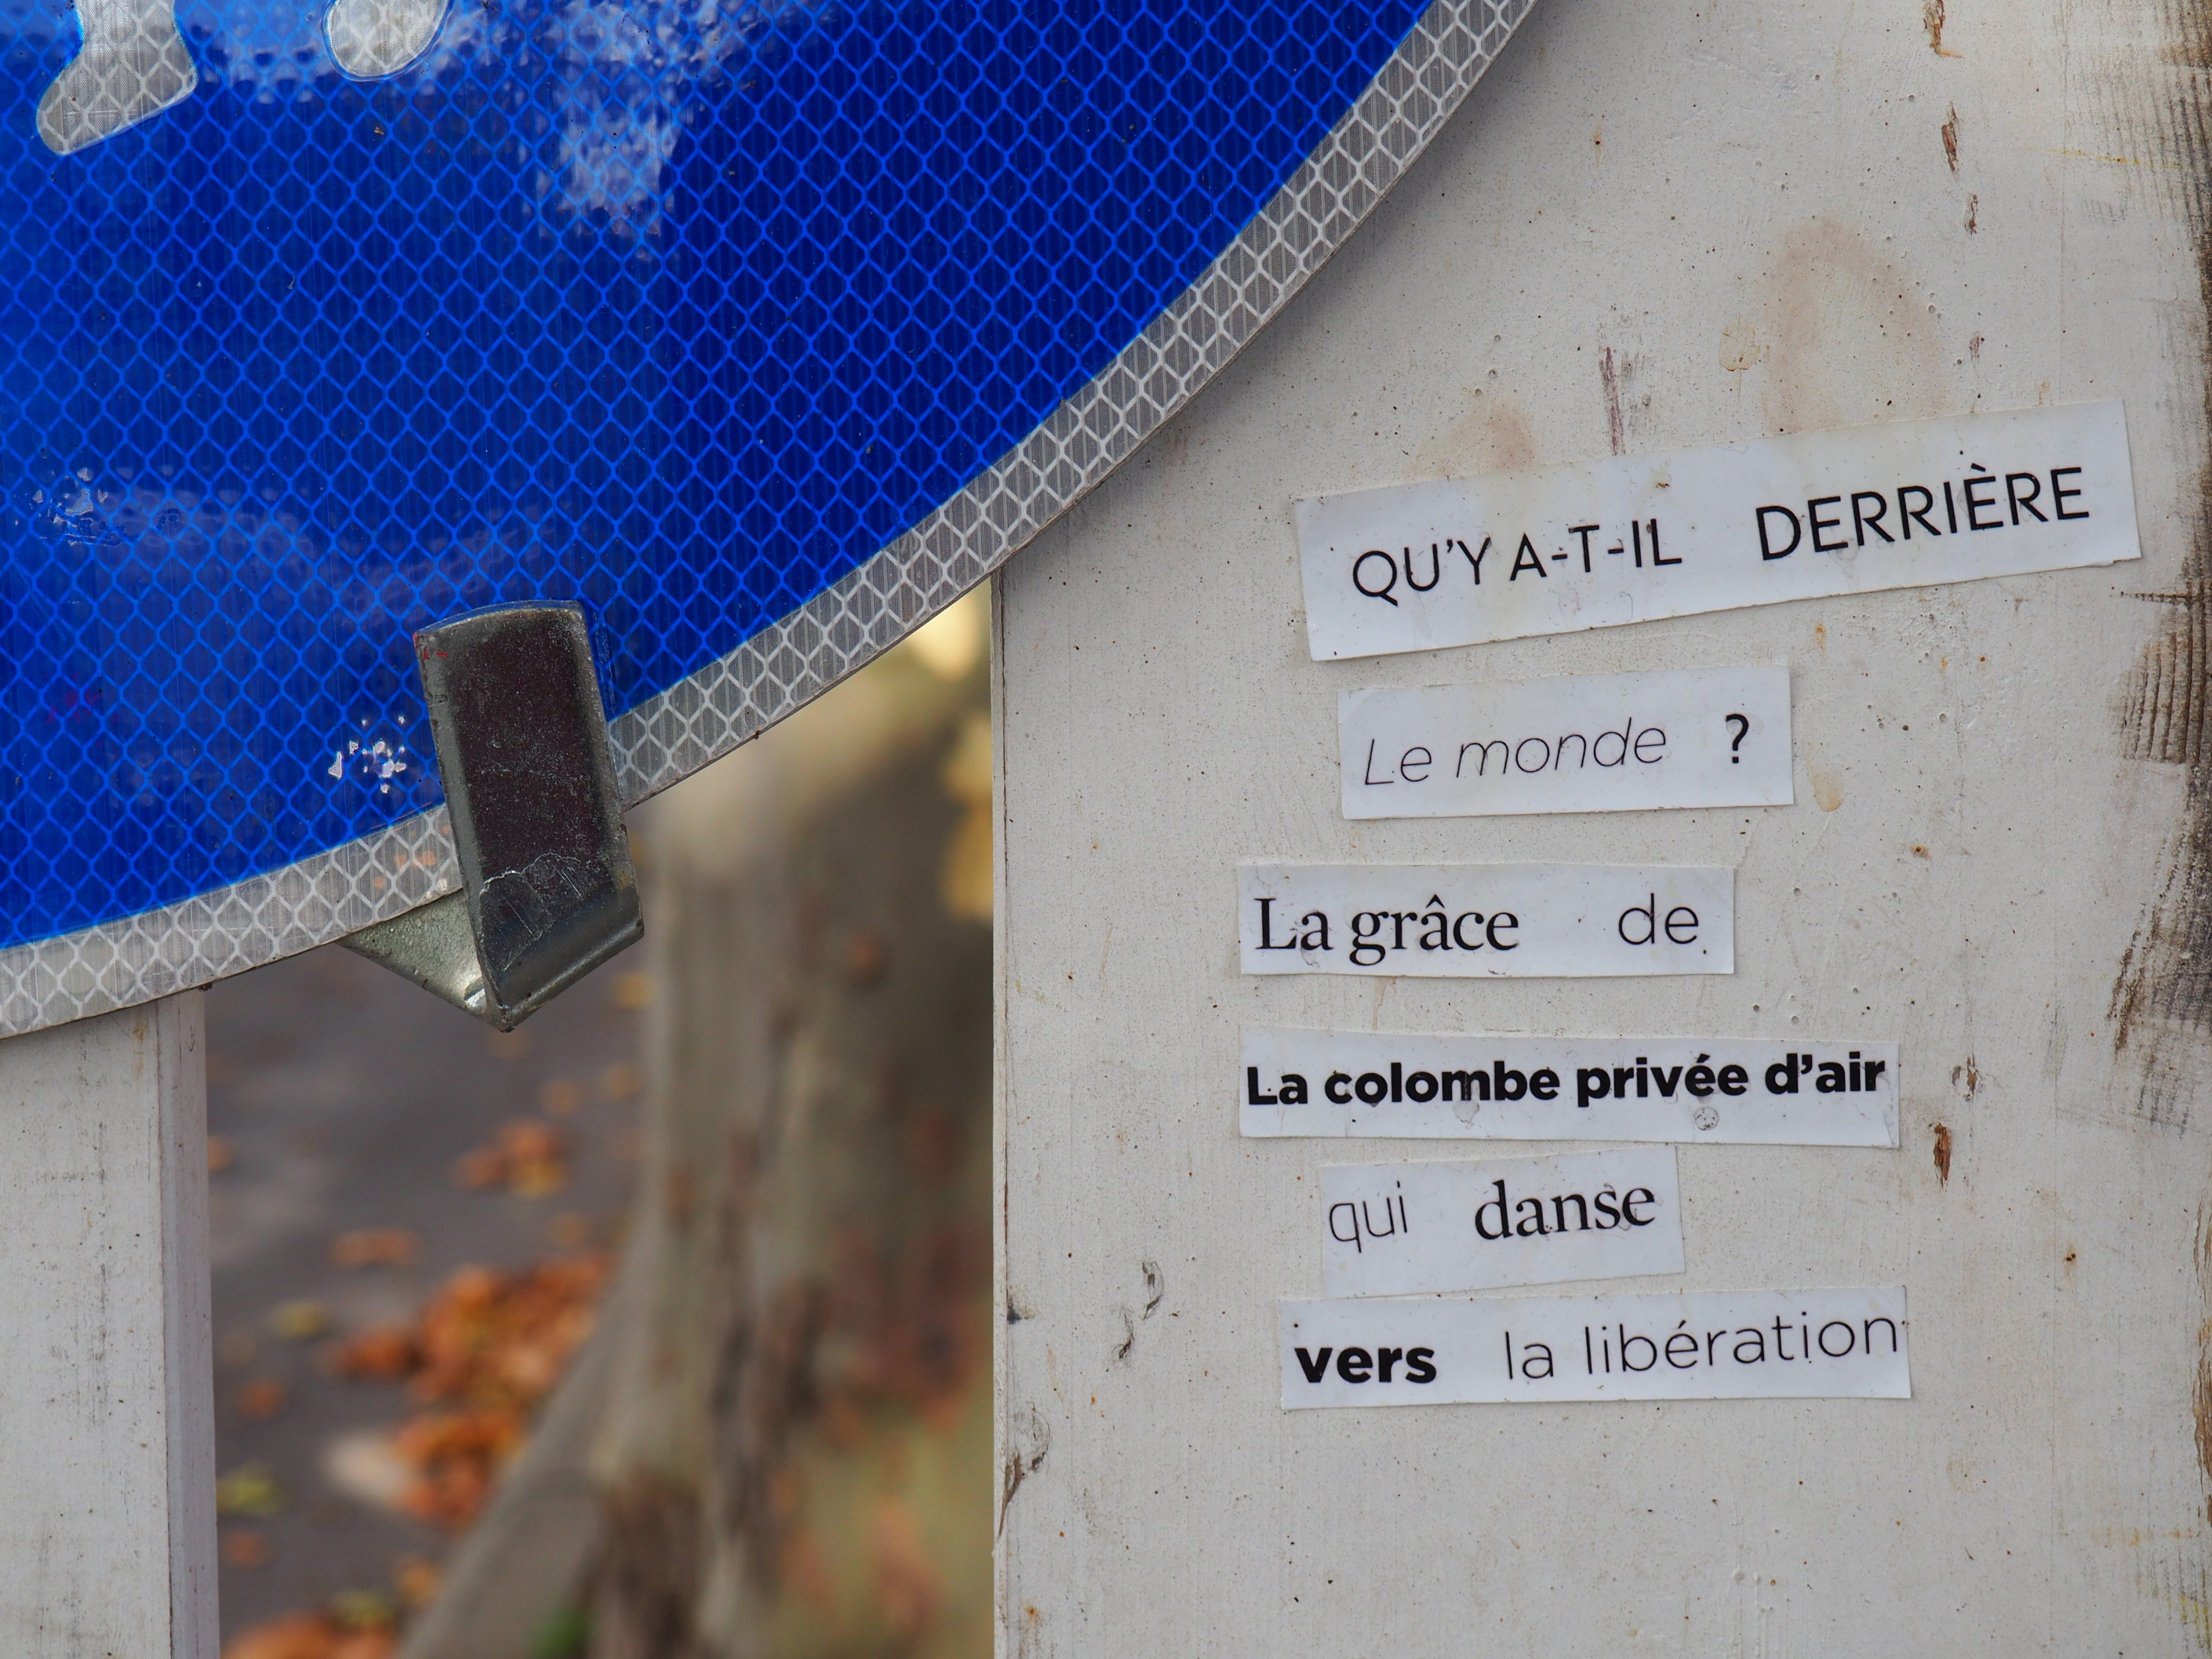 QU'Y A-T-IL DERRIÈRE
Le monde ?
La grâce de
La colombe privée d'air
qui danse
vers la libération